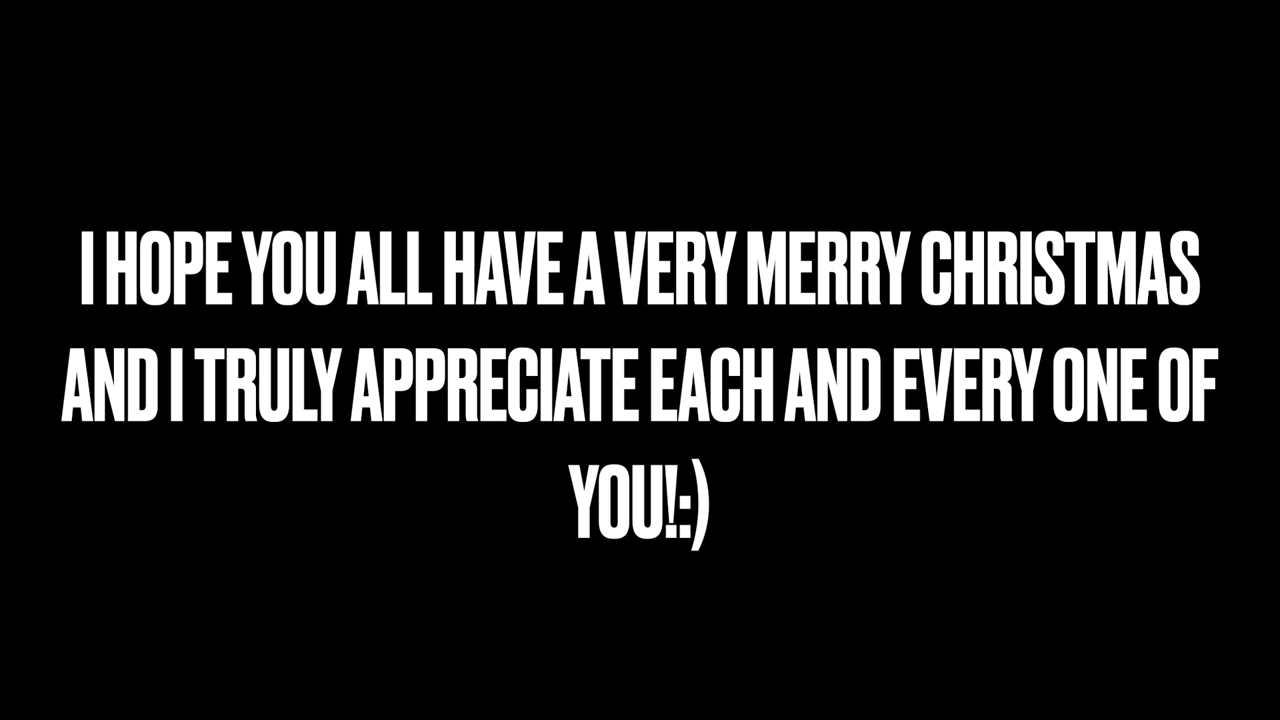 I HOPE YOU ALL HAVE A VERY MERRY CHRISTMAS
AND I TRULY APPRECIATE EACH AND EVERY ONE OF
YOU!:)